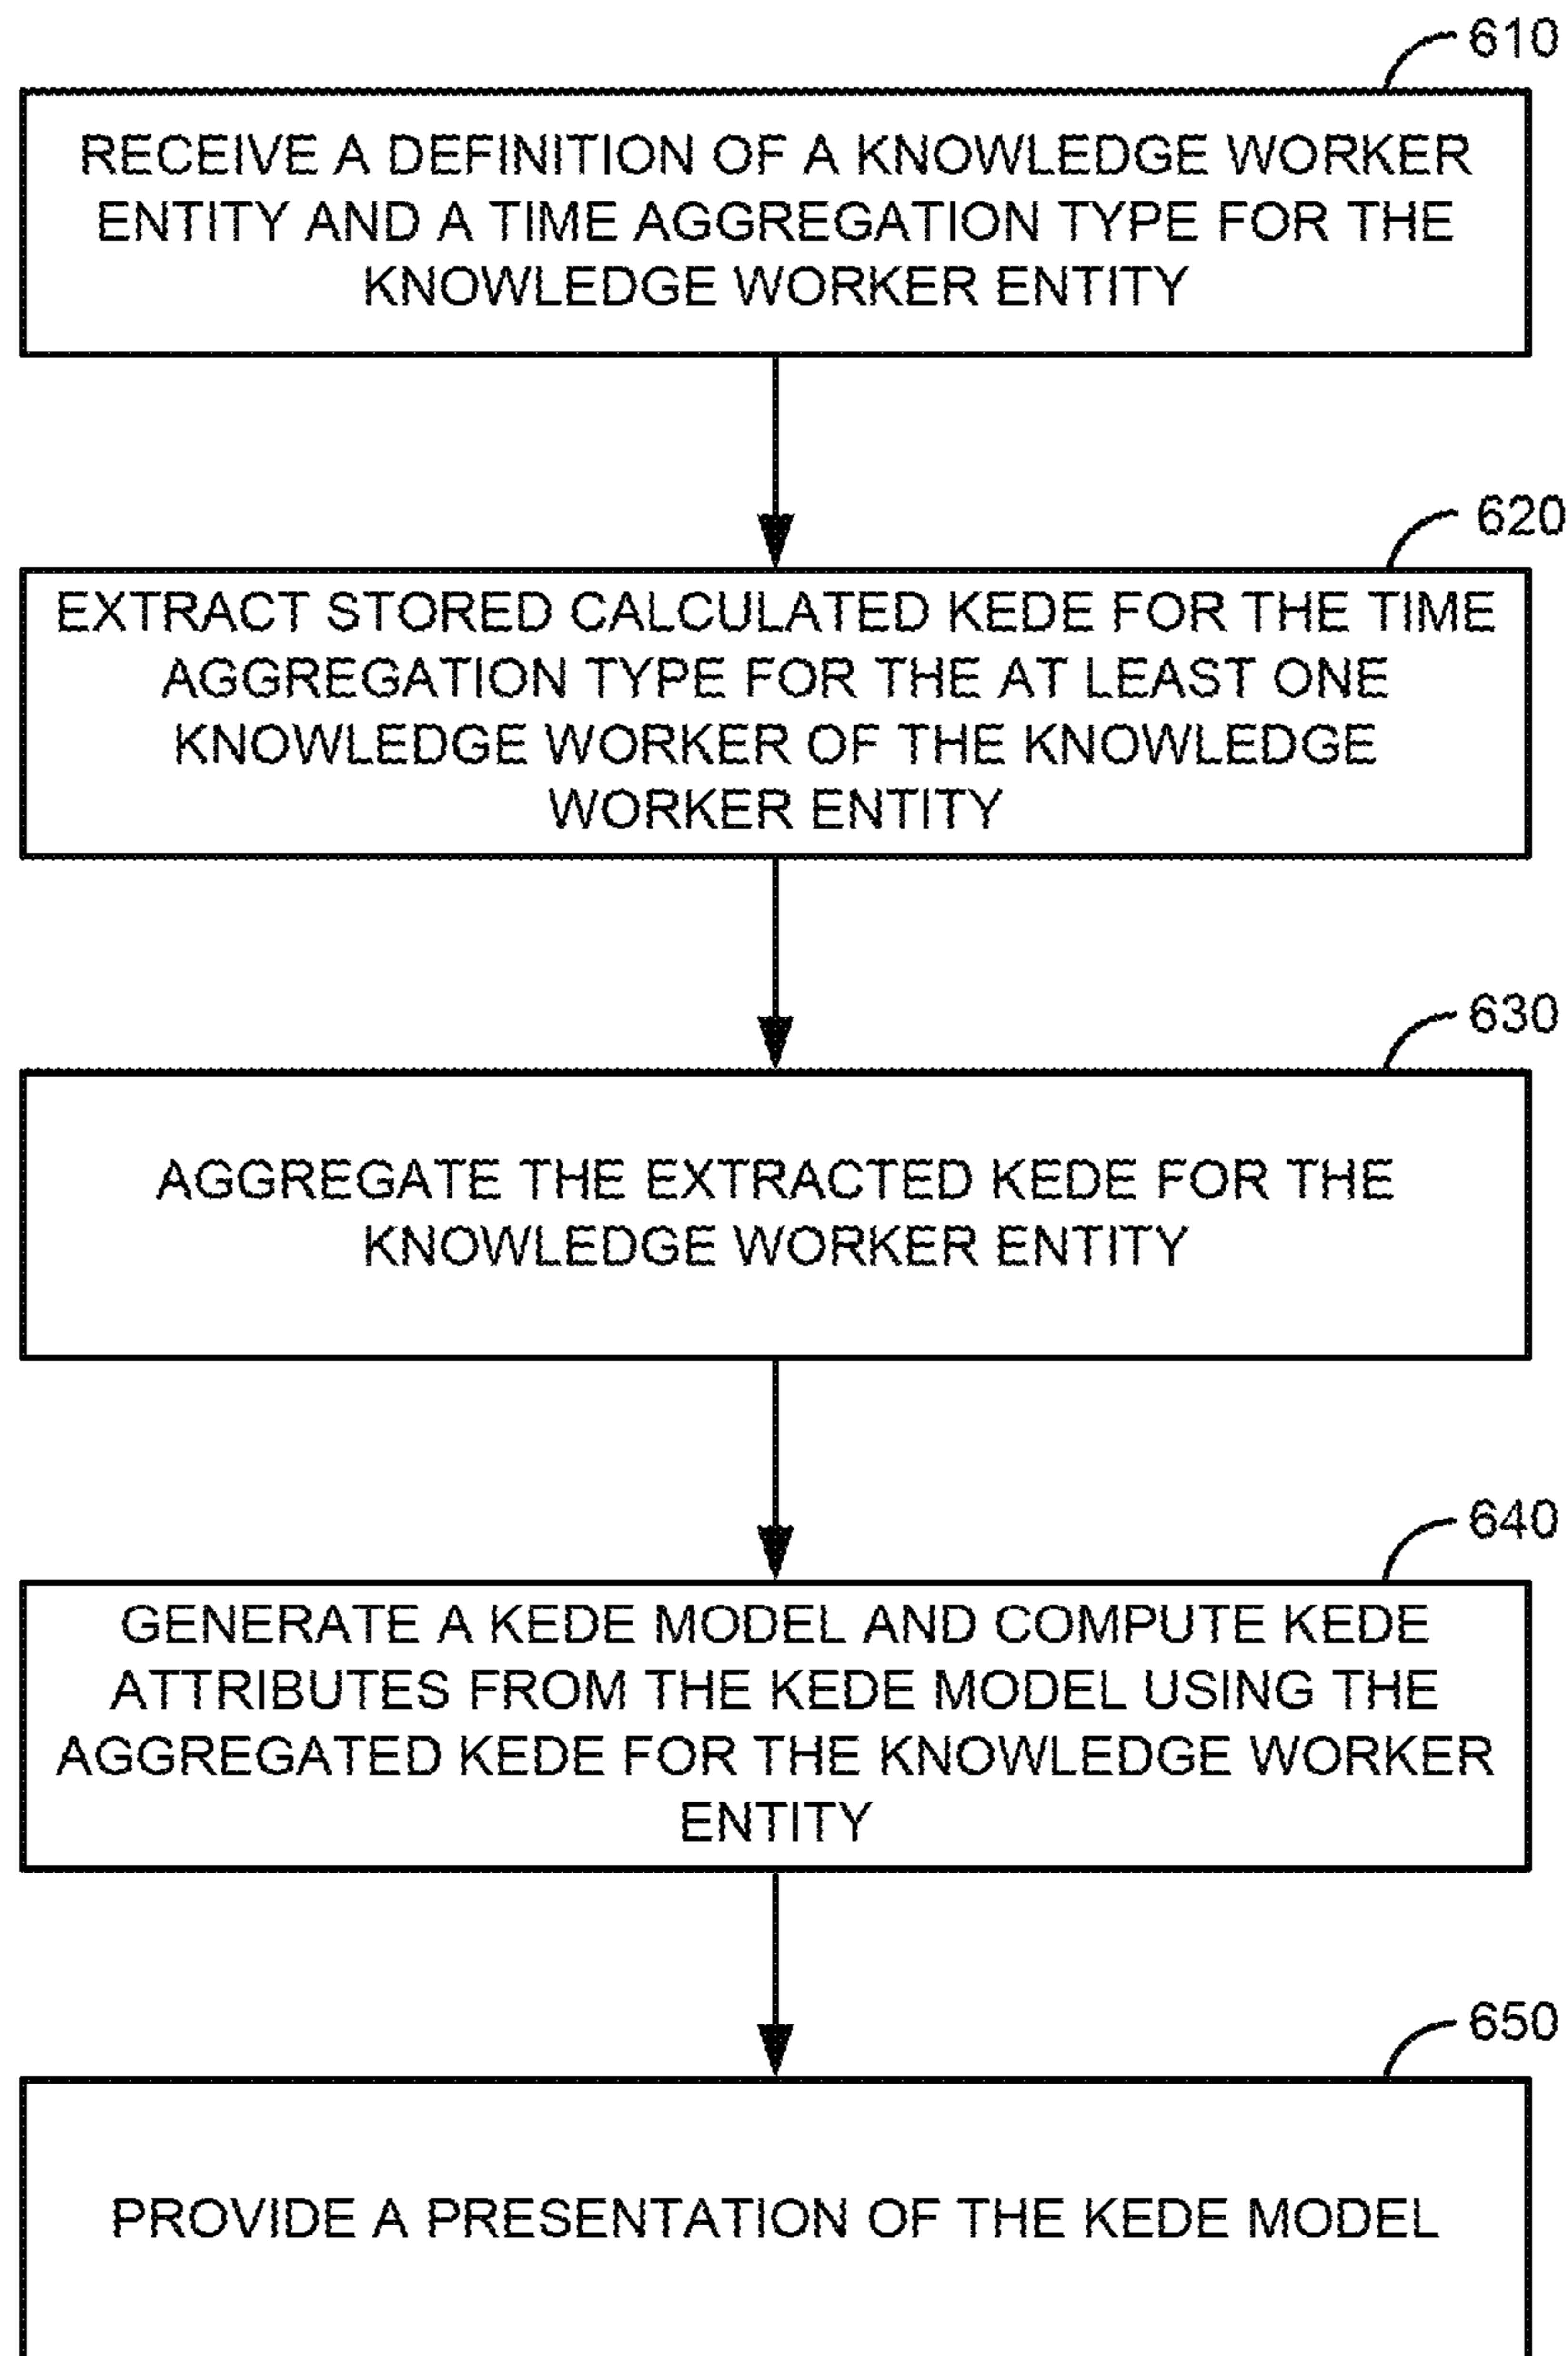 610
RECEIVE A DEFINITION OF A KNOWLEDGE WORKER
ENTITY AND A TIME AGGREGATION TYPE FOR THE
KNOWLEDGE WORKER ENTITY
620
EXTRACT STORED CALCULATED KEDE FOR THE TIME
AGGREGATION TYPE FOR THE AT LEAST ONE
KNOWLEDGE WORKER OF THE KNOWLEDGE
WORKER ENTITY
630
AGGREGATE THE EXTRACTED KEDE FOR THE
KNOWLEDGE WORKER ENTITY
640
GENERATE A KEDE MODEL AND COMPUTE KEDE
ATTRIBUTES FROM THE KEDE MODEL USING THE
AGGREGATED KEDE FOR THE KNOWLEDGE WORKER
ENTITY
650
PROVIDE A PRESENTATION OF THE KEDE MODEL